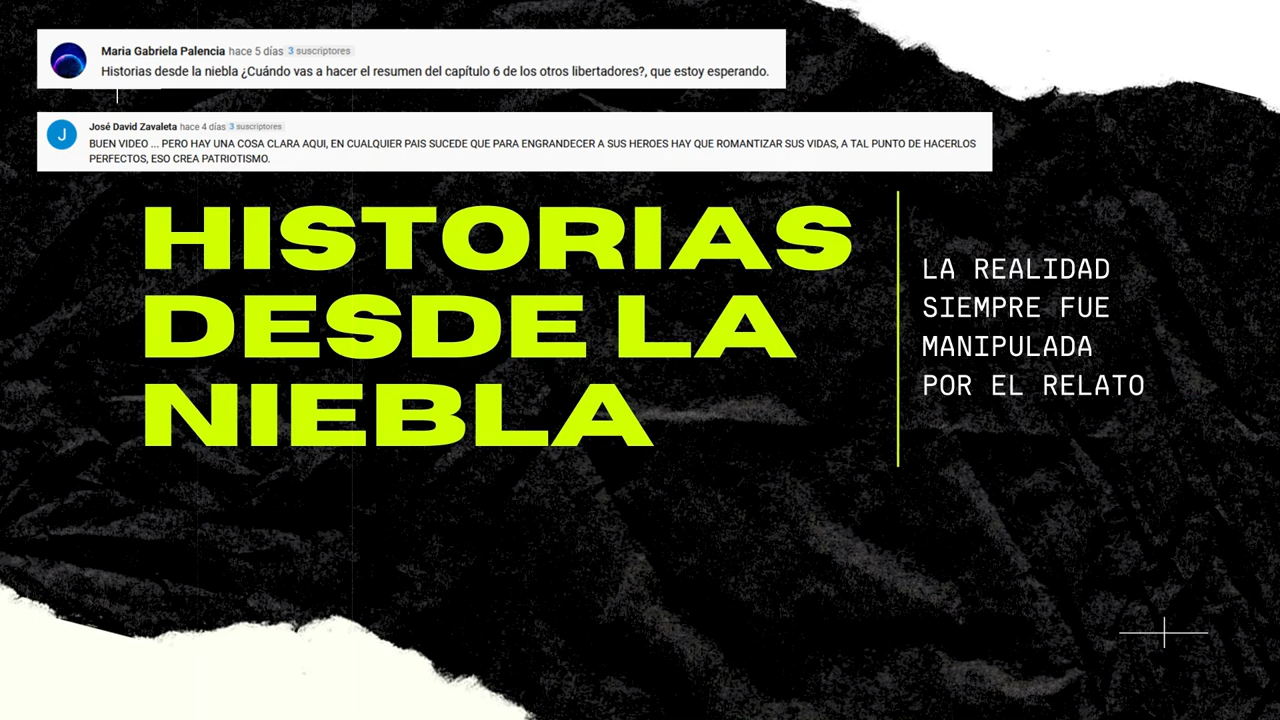 Maria Gabriela Palencia hace 5 días 3 suscriptores
Historias desde la niebla ¿Cuándo vas a hacer el resumen del capítulo 6 de los otros libertadores?, que estoy esperando.
J
José David Zavaleta hace 4 días 3 suscriptores
BUEN VIDEO ... PERO HAY UNA COSA CLARA AQUI, EN CUALQUIER PAIS SUCEDE QUE PARA ENGRANDECER A SUS HEROES HAY QUE ROMANTIZAR SUS VIDAS, A TAL PUNTO DE HACERLOS
PERFECTOS, ESO CREA PATRIOTISMO.
HISTORIAS
DESDE LA
NIEBLA
LA REALIDAD
SIEMPRE FUE
MANIPULADA
POR EL RELATO